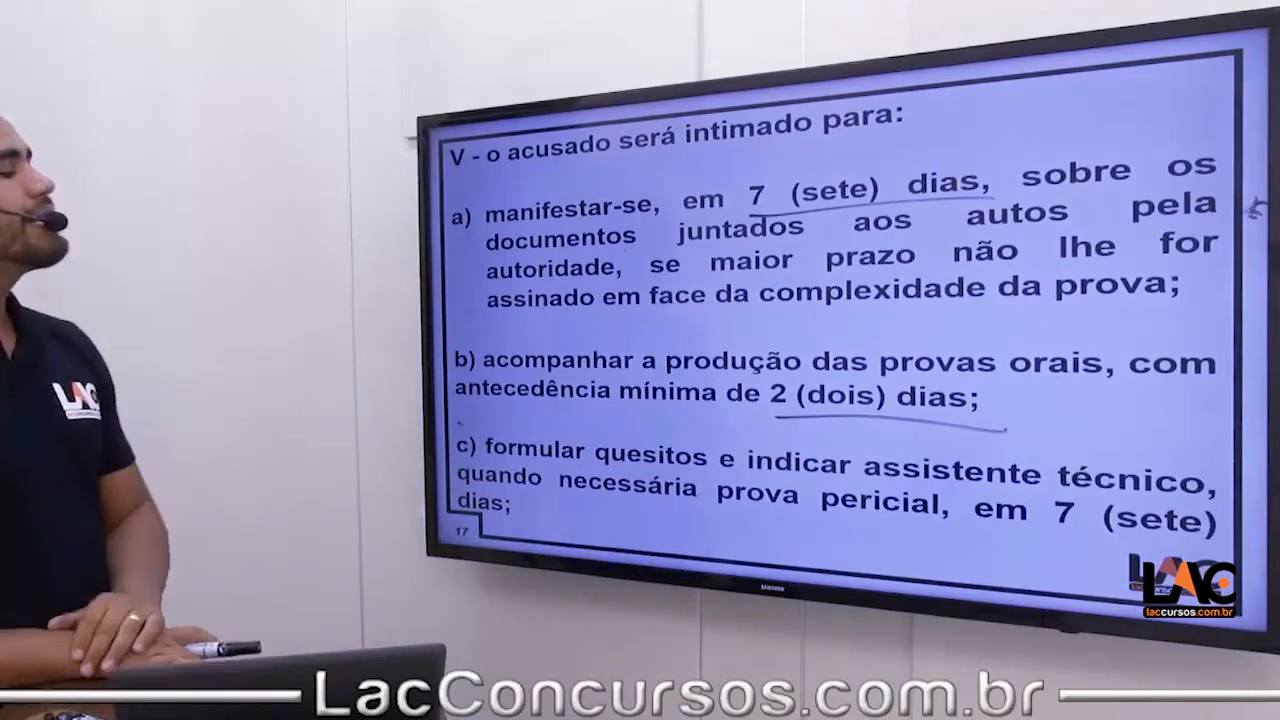 V - o acusado será intimado para:
a) manifestar-se, em 7 (sete) dias, sobre os
documentos juntados aos autos pela
autoridade, se maior prazo não lhe for
assinado em face da complexidade da prova;
b) acompanhar a produção das provas orais, com
antecedência mínima de 2 (dois) dias;
c) formular quesitos e indicar assistente técnico,
quando necessária prova pericial, em 7 (sete)
dias;
17
LAC
LAC
laccursos.com.br
SAMSUNG
LacConcursos.com.br